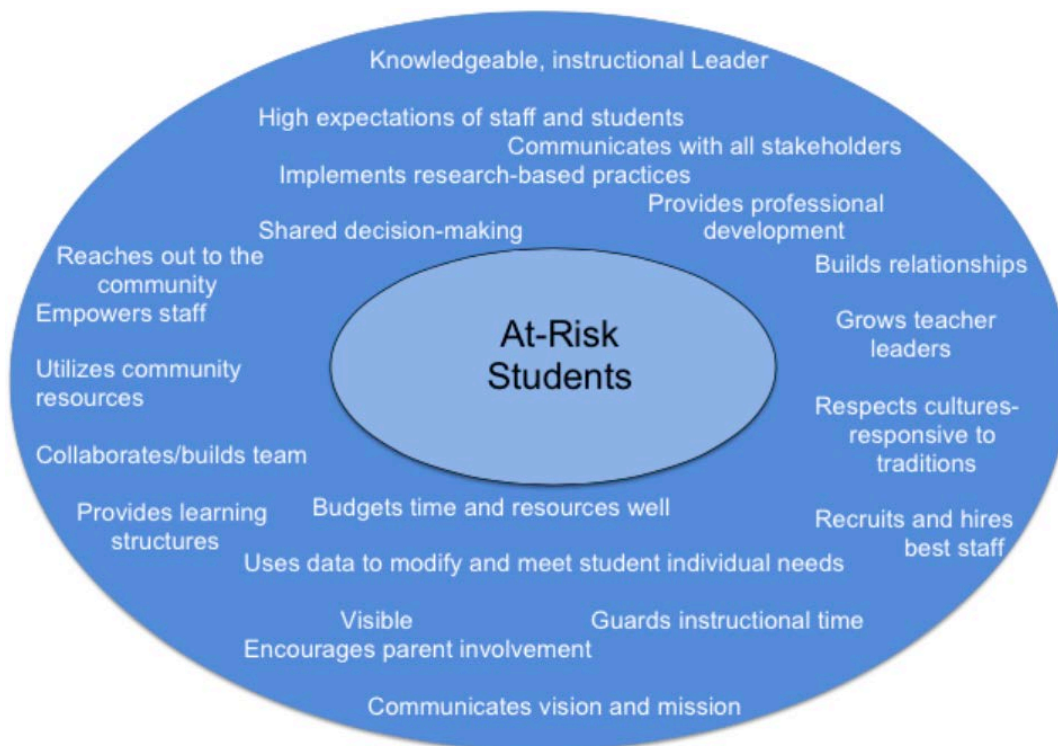 Knowledgeable, instructional Leader
High expectations of staff and students
Communicates with all stakeholders
Implements research-based practices
Provides professional
development
Shared decision-making
Reaches out to the
community
Builds relationships
Empowers staff
Grows teacher
leaders
At-Risk
Students
Utilizes community
resources
Respects cultures-
responsive to
traditions
Collaborates/builds team
Budgets time and resources well
Provides learning
structures
Recruits and hires
best staff
Uses data to modify and meet student individual needs
Visible
Guards instructional time
Encourages parent involvement
Communicates vision and mission